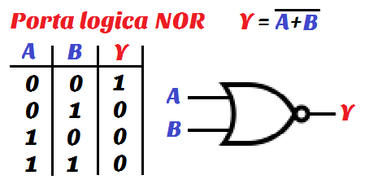 Porta logica NOR Y = A̅+̅B̅
A B Y
0 0 1
0 1 0
1 0 0
1 1 0
A
B
Y